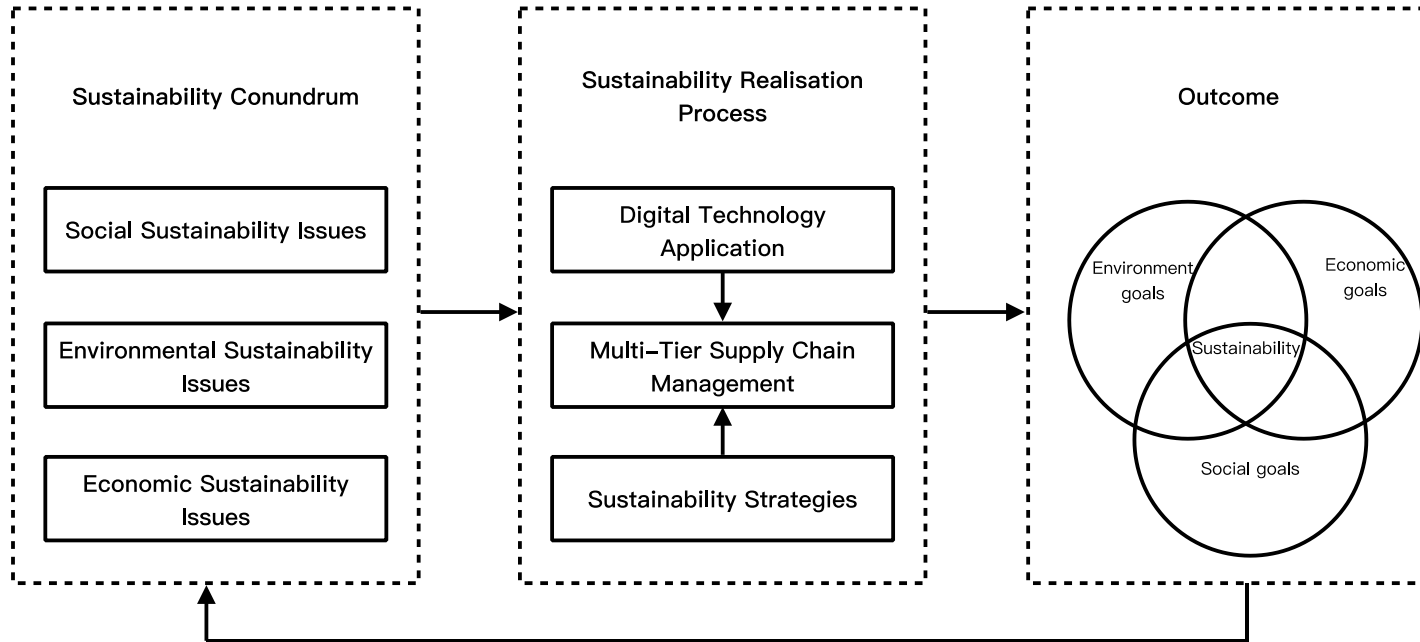 Sustainability Conundrum
Social Sustainability Issues
Environmental Sustainability
Issues
Economic Sustainability
Issues
Sustainability Realisation
Process
Digital Technology
Application
Multi-Tier Supply Chain
Management
Sustainability Strategies
Outcome
Environment
goals
Economic
goals
Sustainability
Social goals